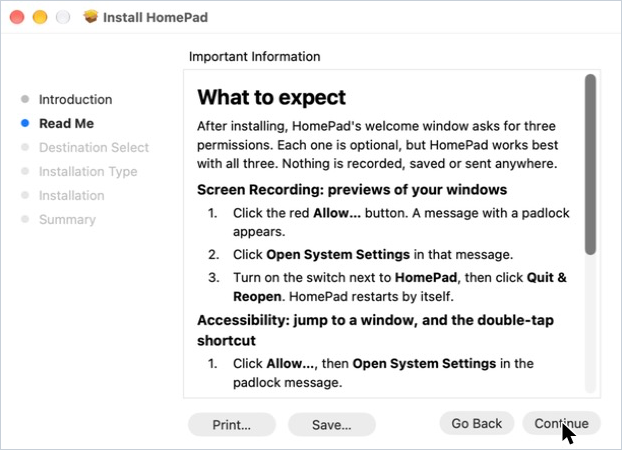 Install HomePad
Important Information
Introduction
Read Me
Destination Select
Installation Type
Installation
Summary
What to expect
After installing, HomePad's welcome window asks for three
permissions. Each one is optional, but HomePad works best
with all three. Nothing is recorded, saved or sent anywhere.
Screen Recording: previews of your windows
1. Click the red Allow... button. A message with a padlock
appears.
2. Click Open System Settings in that message.
3. Turn on the switch next to HomePad, then click Quit &
Reopen. HomePad restarts by itself.
Accessibility: jump to a window, and the double-tap
shortcut
1. Click Allow..., then Open System Settings in the
padlock message.
Print...
Save...
Go Back
Continue